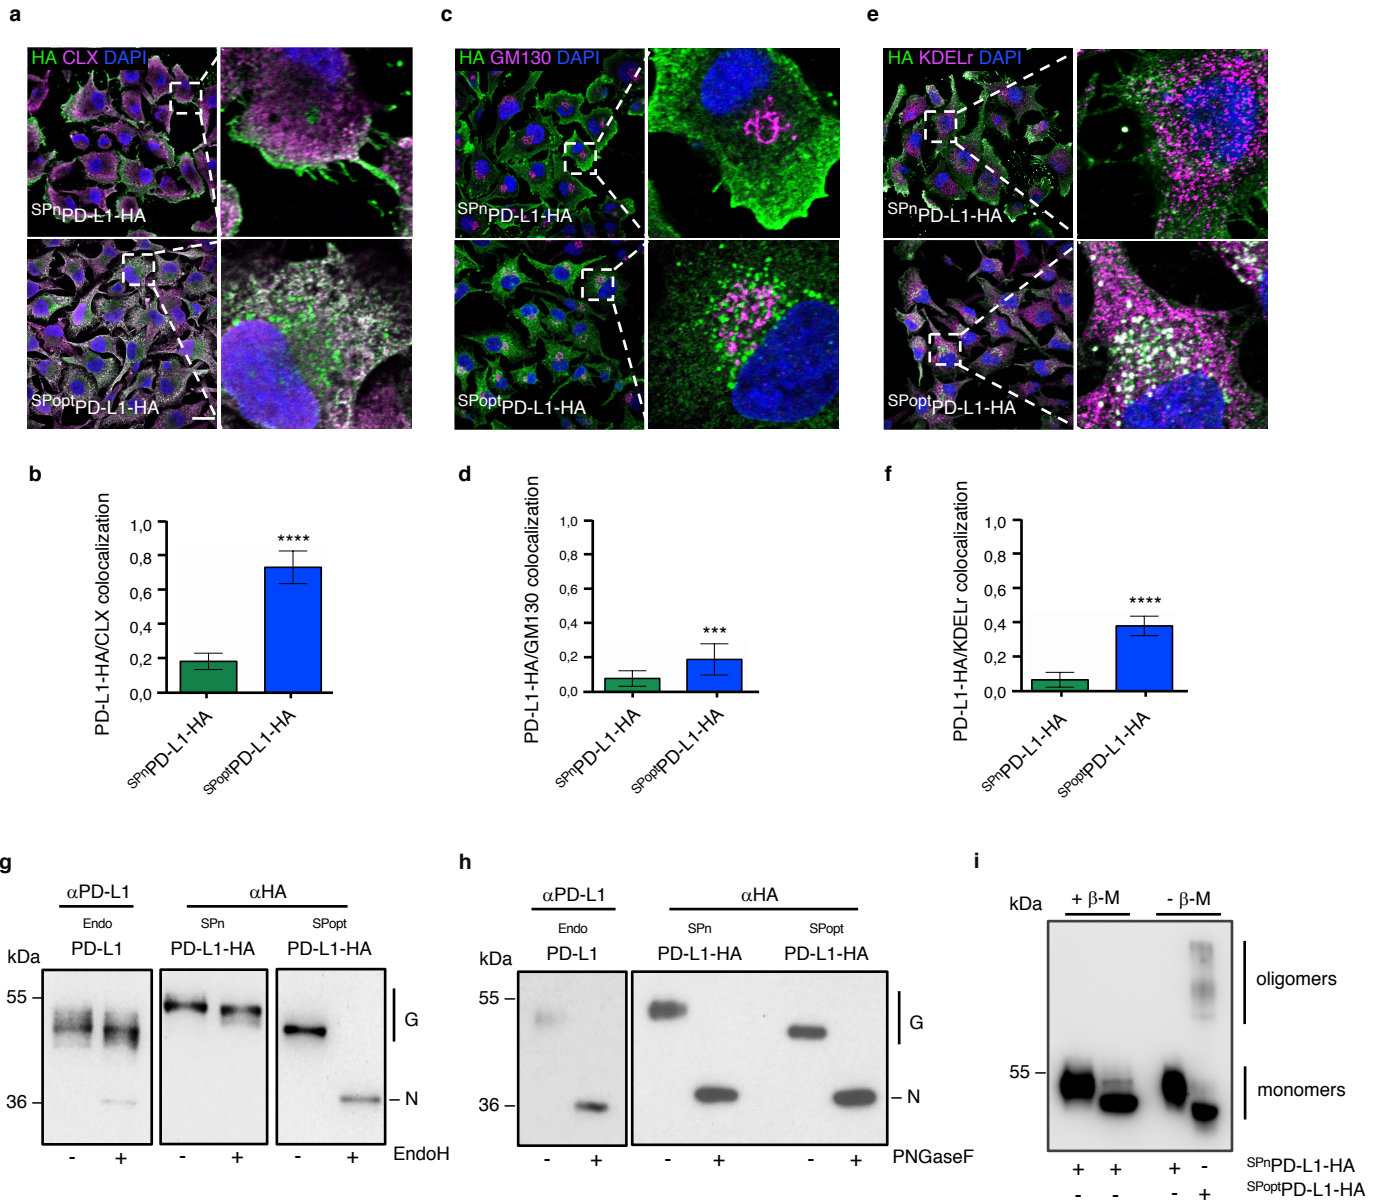 a
c
e
HA CLX DAPI
HA GM130 DAPI
HA KDELr DAPI
SPnPD-L1-HA
SPnPD-L1-HA
SPnPD-L1-HA
SPoptPD-L1-HA
SPoptPD-L1-HA
SPoptPD-L1-HA
b
PD-L1-HA/CLX colocalization
1,0
0,8
0,6
0,4
0,2
0,0
****
SPnPD-L1-HA
SPoptPD-L1-HA
d
PD-L1-HA/GM130 colocalization
1,0
0,8
0,6
0,4
0,2
0,0
***
SPnPD-L1-HA
SPoptPD-L1-HA
f
PD-L1-HA/KDELr colocalization
1,0
0,8
0,6
0,4
0,2
0,0
****
SPnPD-L1-HA
SPoptPD-L1-HA
g
αPD-L1 αHA
Endo SPn SPopt
kDa PD-L1 PD-L1-HA PD-L1-HA
55
G
36
N
- + - + - + EndoH
h
αPD-L1 αHA
Endo SPn SPopt
kDa PD-L1 PD-L1-HA PD-L1-HA
55
G
36
N
- + - + - + PNGaseF
i
kDa + β-M - β-M
oligomers
55
monomers
+ + + - SPnPD-L1-HA
- - - + SPoptPD-L1-HA